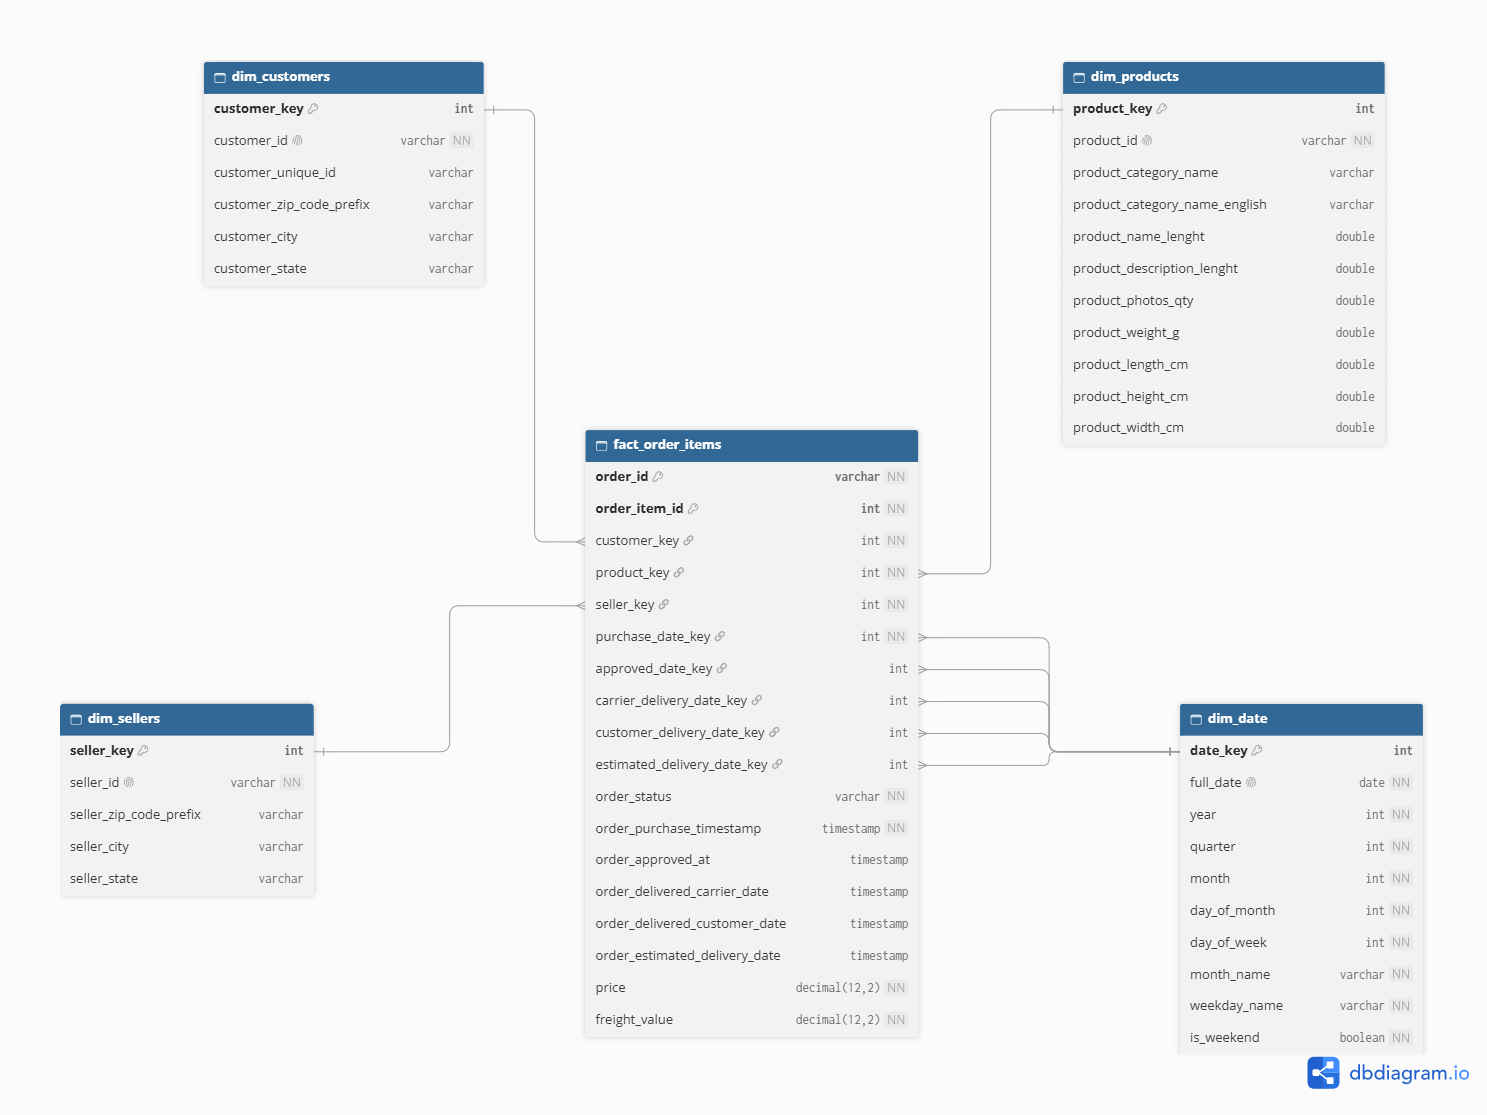 dim_customers
customer_key int
customer_id varchar NN
customer_unique_id varchar
customer_zip_code_prefix varchar
customer_city varchar
customer_state varchar
dim_products
product_key int
product_id varchar NN
product_category_name varchar
product_category_name_english varchar
product_name_lenght double
product_description_lenght double
product_photos_qty double
product_weight_g double
product_length_cm double
product_height_cm double
product_width_cm double
fact_order_items
order_id varchar NN
order_item_id int NN
customer_key int NN
product_key int NN
seller_key int NN
purchase_date_key int NN
approved_date_key int
carrier_delivery_date_key int
customer_delivery_date_key int
estimated_delivery_date_key int
order_status varchar NN
order_purchase_timestamp timestamp NN
order_approved_at timestamp
order_delivered_carrier_date timestamp
order_delivered_customer_date timestamp
order_estimated_delivery_date timestamp
price decimal(12,2) NN
freight_value decimal(12,2) NN
dim_sellers
seller_key int
seller_id varchar NN
seller_zip_code_prefix varchar
seller_city varchar
seller_state varchar
dim_date
date_key int
full_date date NN
year int NN
quarter int NN
month int NN
day_of_month int NN
day_of_week int NN
month_name varchar NN
weekday_name varchar NN
is_weekend boolean NN
dbdiagram.io